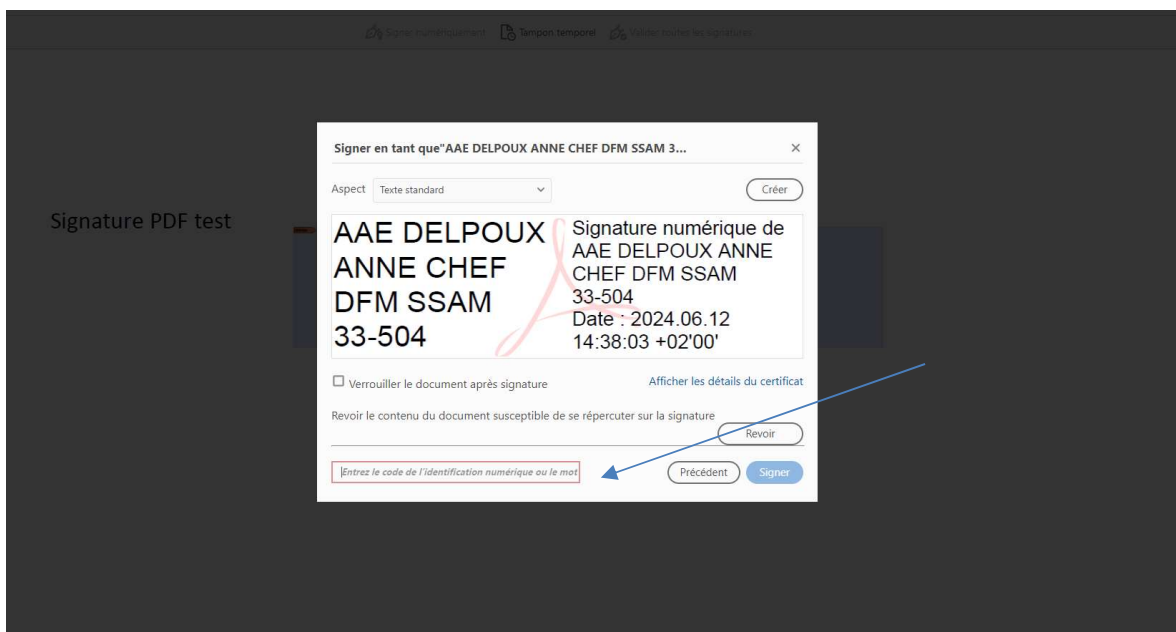 Signer numériquement Tampon temporel Valider toutes les signatures
Signer en tant que"AAE DELPOUX ANNE CHEF DFM SSAM 3...
Aspect Texte standard Créer
Signature PDF test
AAE DELPOUX
ANNE CHEF
DFM SSAM
33-504
Signature numérique de
AAE DELPOUX ANNE
CHEF DFM SSAM
33-504
Date : 2024.06.12
14:38:03 +02'00'
Verrouiller le document après signature Afficher les détails du certificat
Revoir le contenu du document susceptible de se répercuter sur la signature
Revoir
Entrez le code de l'identification numérique ou le mot Précédent Signer